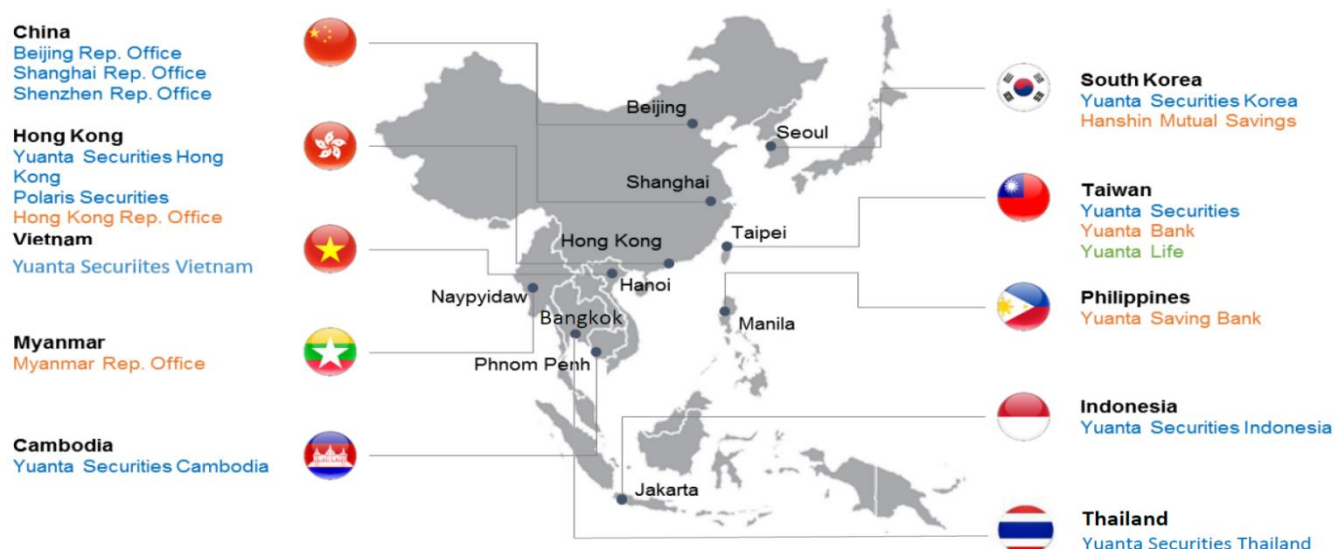 China
Beijing Rep. Office
Shanghai Rep. Office
Shenzhen Rep. Office
Hong Kong
Yuanta Securities Hong
Kong
Polaris Securities
Hong Kong Rep. Office
Vietnam
Yuanta Securiites Vietnam
Myanmar
Myanmar Rep. Office
Cambodia
Yuanta Securities Cambodia
Beijing
Seoul
Shanghai
Taipei
Hong Kong
Hanoi
Naypyidaw
Bangkok
Manila
Phnom Penh
Jakarta
South Korea
Yuanta Securities Korea
Hanshin Mutual Savings
Taiwan
Yuanta Securities
Yuanta Bank
Yuanta Life
Philippines
Yuanta Saving Bank
Indonesia
Yuanta Securities Indonesia
Thailand
Yuanta Securities Thailand